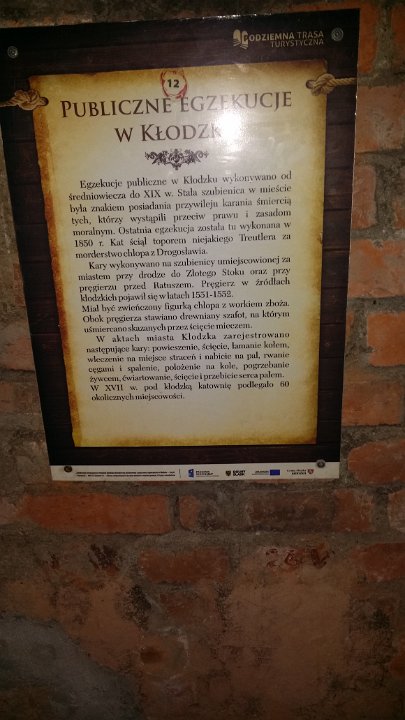 PODZIEMNA TRASA
TURYSTYCZNA
12
PUBLICZNE EGZEKUCJE
W KŁODZK
Egzekucje publiczne w Kłodzku wykonywano od
średniowiecza do XIX w. Stała szubienica w mieście
była znakiem posiadania przywileju karania śmiercią
tych, którzy wystąpili przeciw prawu i zasadom
moralnym. Ostatnia egzekucja została tu wykonana w
1850 r. Kat ściął toporem niejakiego Treutlera za
morderstwo chłopa z Drogosławia.
Kary wykonywano na szubienicy umiejscowionej za
miastem przy drodze do Złotego Stoku oraz przy
pręgierzu przed Ratuszem. Pręgierz w źródłach
kłodzkich pojawił się w latach 1551-1552.
Miał być zwieńczony figurką chłopa z workiem zboża.
Obok pręgierza stawiano drewniany szafot, na którym
uśmiercano skazanych przez ścięcie mieczem.
W aktach miasta Kłodzka zarejestrowano
następujące kary: powieszenie, ścięcie, łamanie kołem,
wleczenie na miejsce straceń i nabicie na pal, rwanie
cęgami i spalenie, położenie na kole, pogrzebanie
żywcem, ćwiartowanie, ścięcie i przebicie serca palem.
W XVII w. pod kłodzką katownię podlegało 60
okolicznych miejscowości.